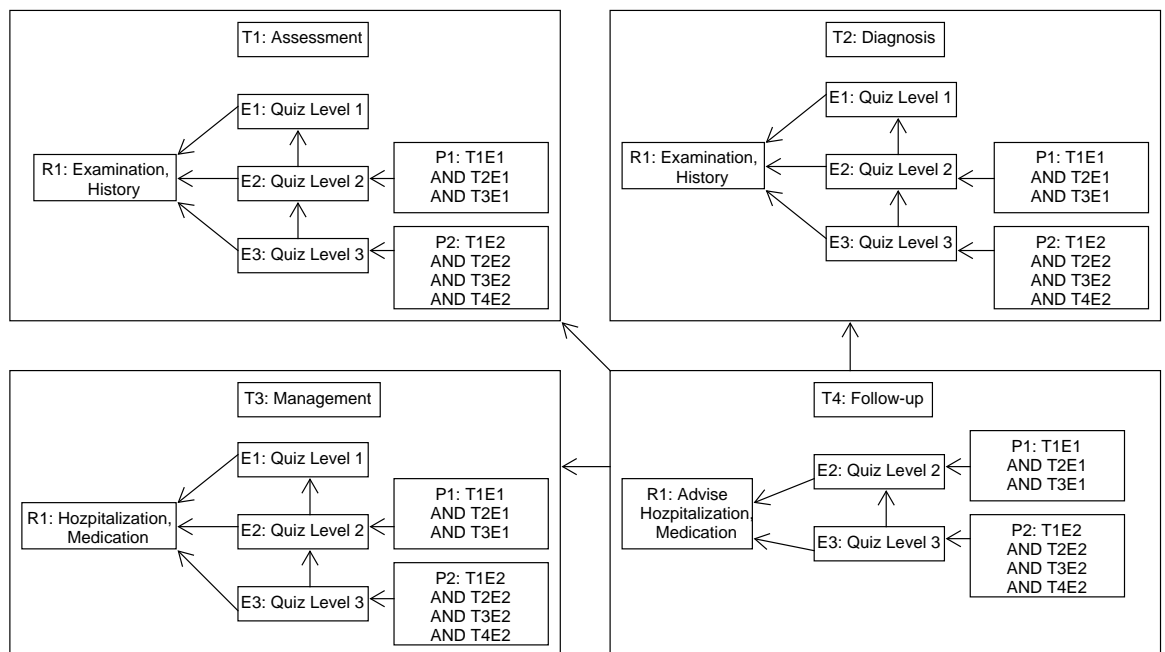 T1: Assessment
E1: Quiz Level 1
R1: Examination,
History
E2: Quiz Level 2
P1: T1E1
AND T2E1
AND T3E1
E3: Quiz Level 3
P2: T1E2
AND T2E2
AND T3E2
AND T4E2
T2: Diagnosis
E1: Quiz Level 1
R1: Examination,
History
E2: Quiz Level 2
P1: T1E1
AND T2E1
AND T3E1
E3: Quiz Level 3
P2: T1E2
AND T2E2
AND T3E2
AND T4E2
T3: Management
E1: Quiz Level 1
R1: Hozpitalization,
Medication
E2: Quiz Level 2
P1: T1E1
AND T2E1
AND T3E1
E3: Quiz Level 3
P2: T1E2
AND T2E2
AND T3E2
AND T4E2
T4: Follow-up
R1: Advise
Hozpitalization,
Medication
E2: Quiz Level 2
P1: T1E1
AND T2E1
AND T3E1
E3: Quiz Level 3
P2: T1E2
AND T2E2
AND T3E2
AND T4E2